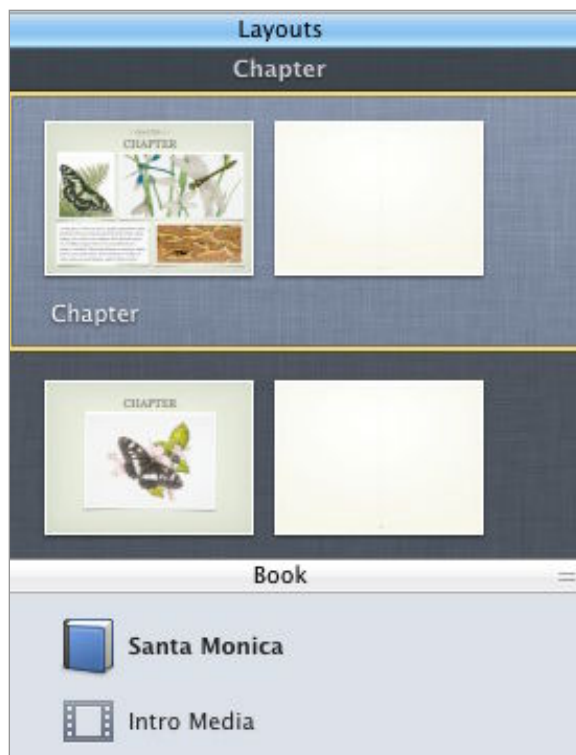 Layouts
Chapter
CHAPTER
Chapter
CHAPTER
Book
Santa Monica
Intro Media